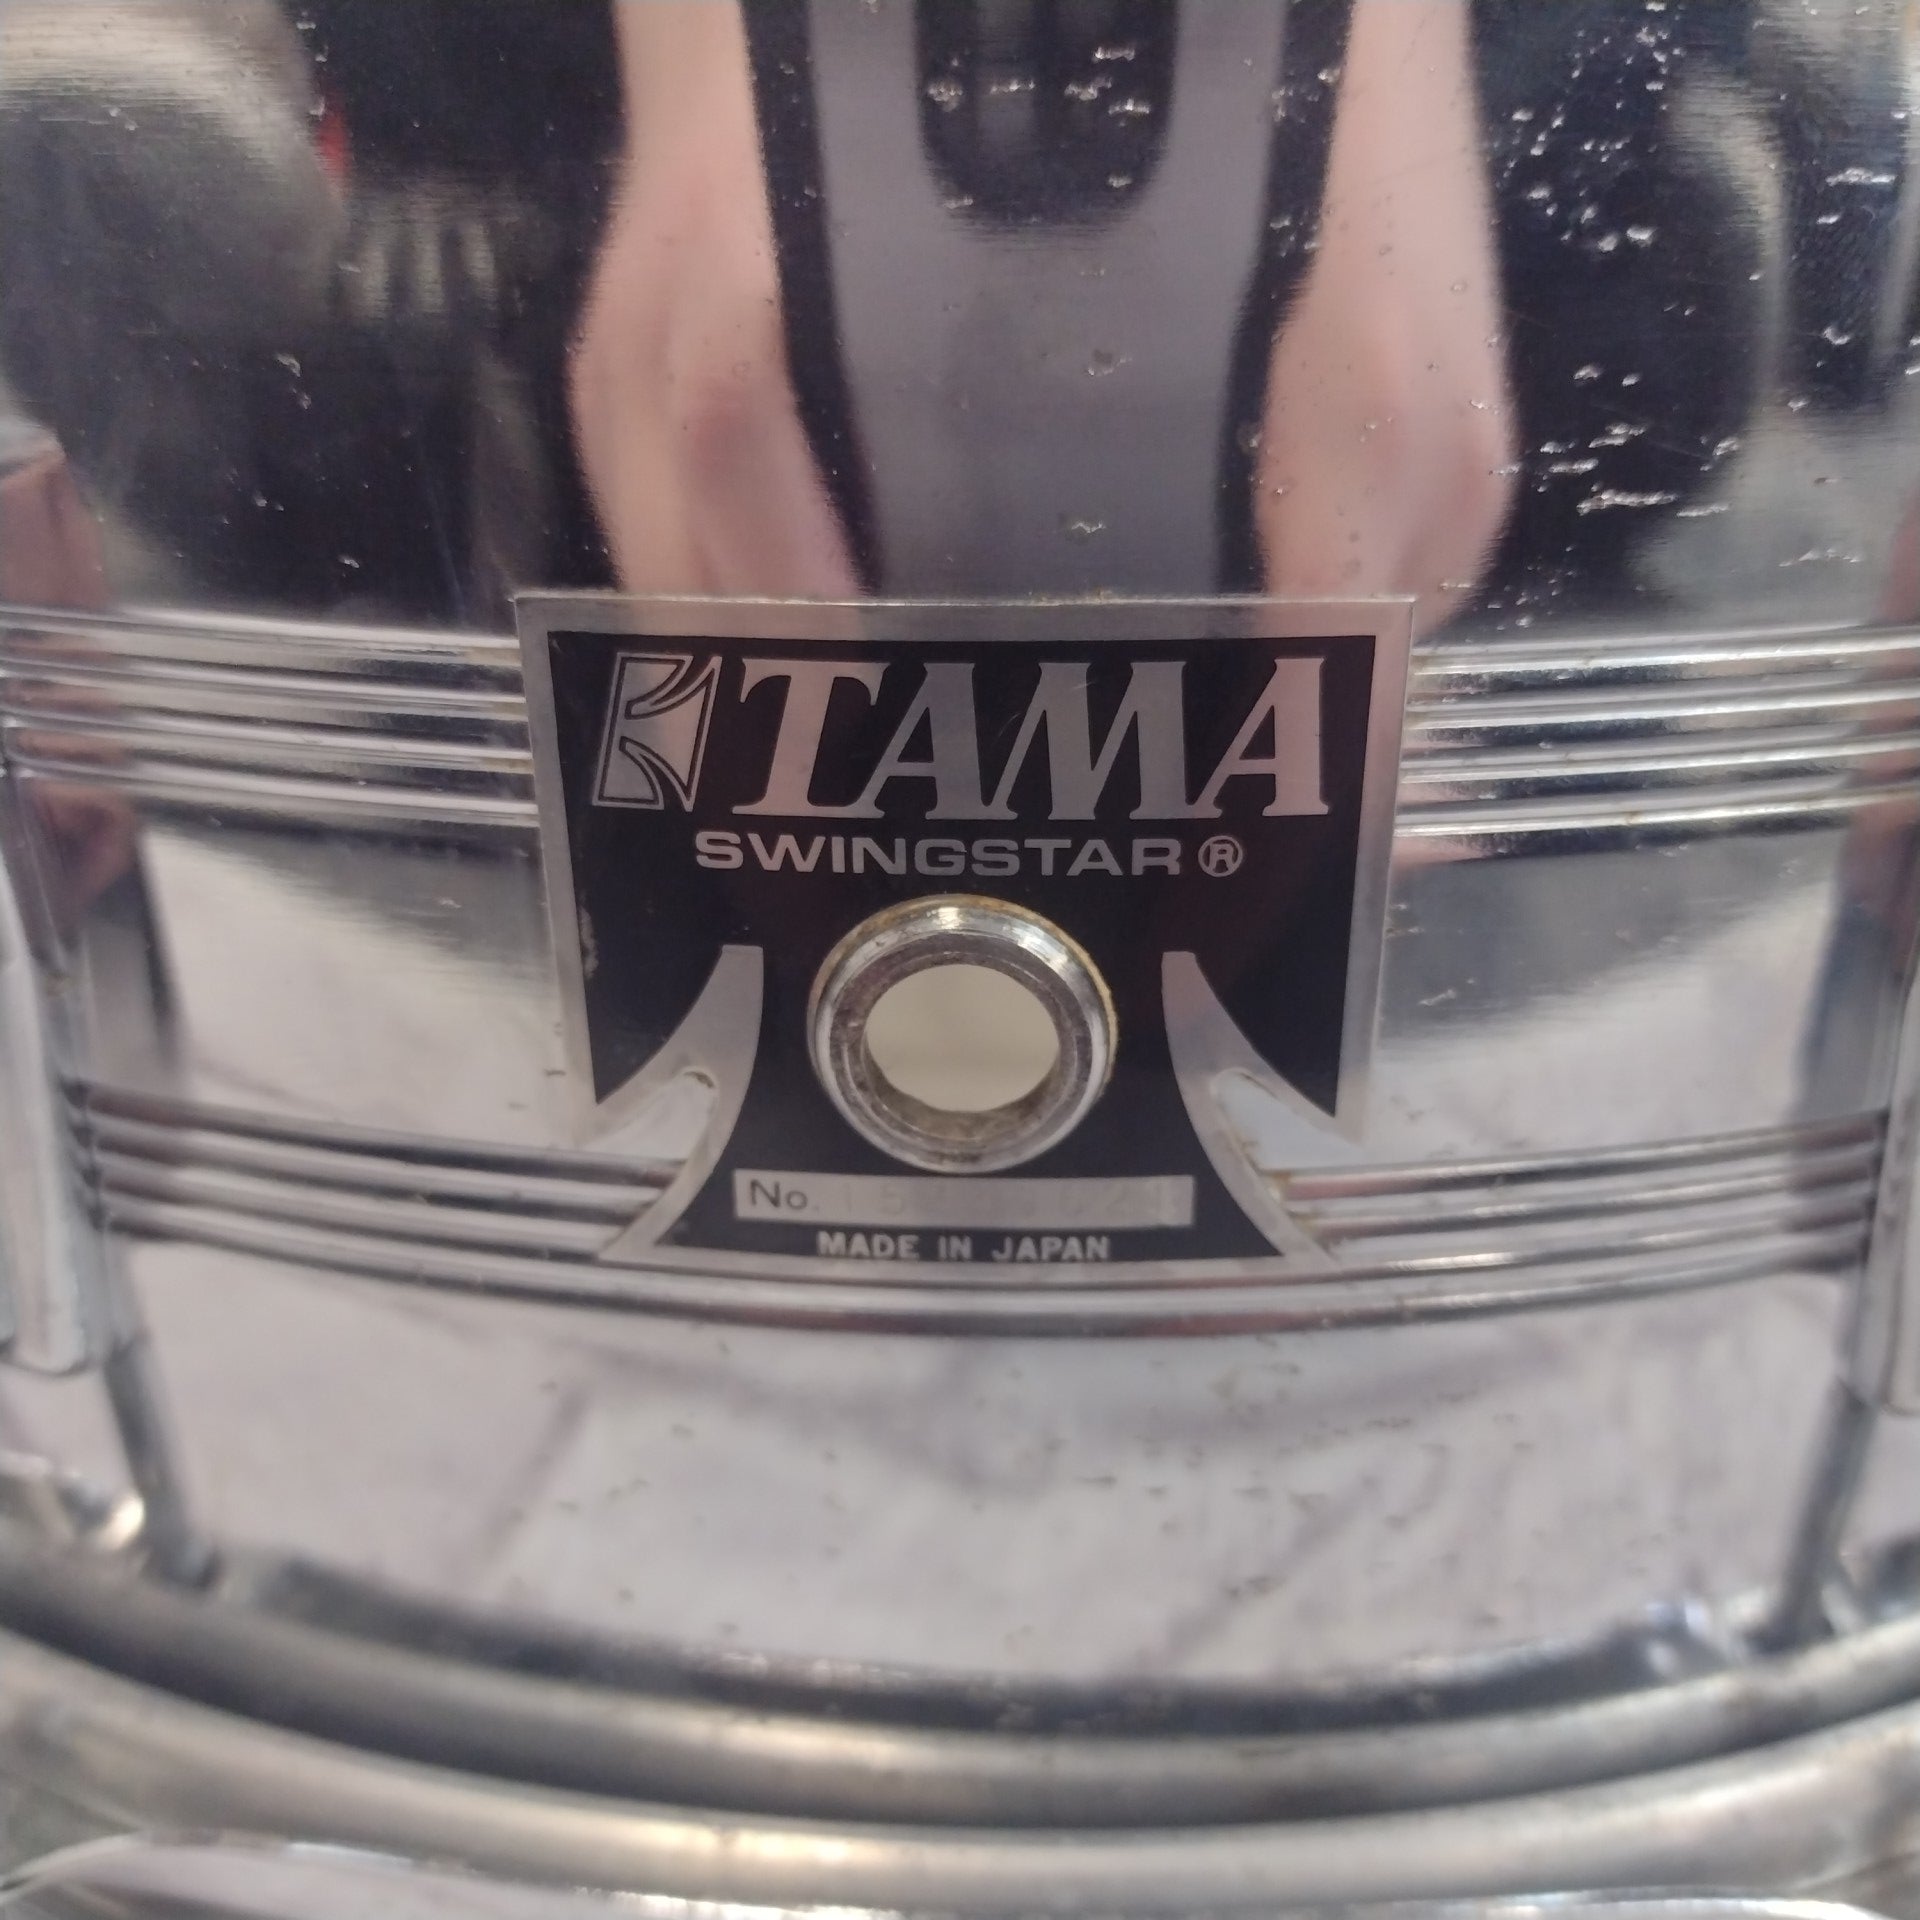 TAMA
SWINGSTAR ®
No.
MADE IN JAPAN